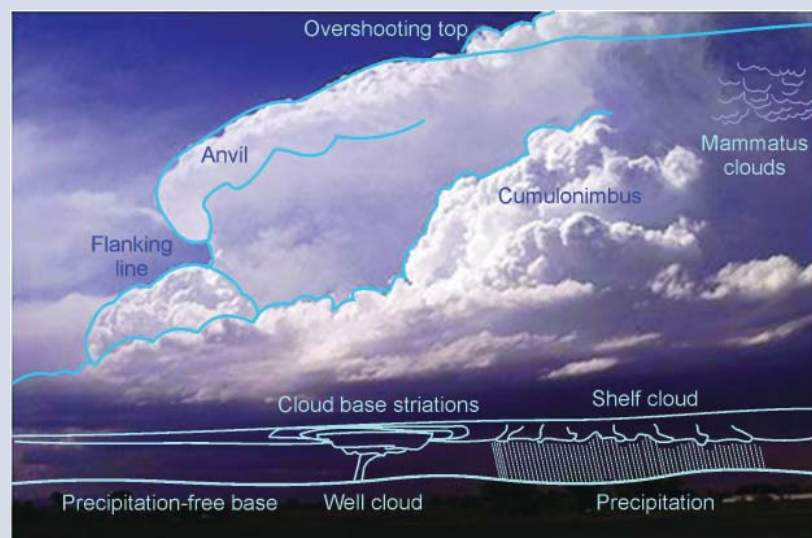 Overshooting top
Anvil
Mammatus
clouds
Cumulonimbus
Flanking
line
Cloud base striations
Shelf cloud
Precipitation-free base
Well cloud
Precipitation